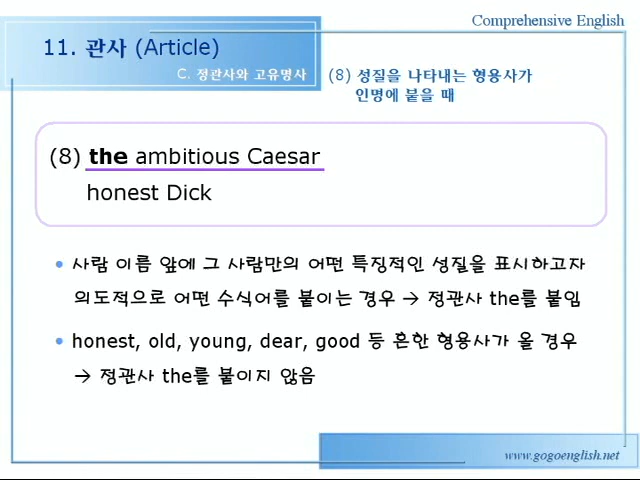 Comprehensive English
11. 관사 (Article)
C. 정관사와 고유명사
(8) 성질을 나타내는 형용사가
인명에 붙을 때
(8) the ambitious Caesar
honest Dick
• 사람 이름 앞에 그 사람만의 어떤 특징적인 성질을 표시하고자
의도적으로 어떤 수식어를 붙이는 경우 → 정관사 the를 붙임
• honest, old, young, dear, good 등 흔한 형용사가 올 경우
→ 정관사 the를 붙이지 않음
www.gogoenglish.net